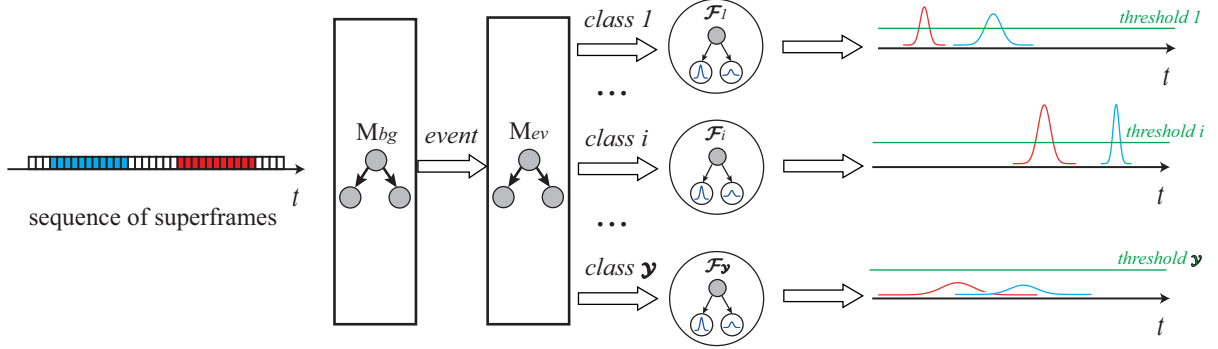 class 1
𝓕1
threshold 1
t
...
Mbg
event
Mev
class i
𝓕i
threshold i
t
t
sequence of superframes
...
class 𝔂
𝓕𝔂
threshold 𝔂
t